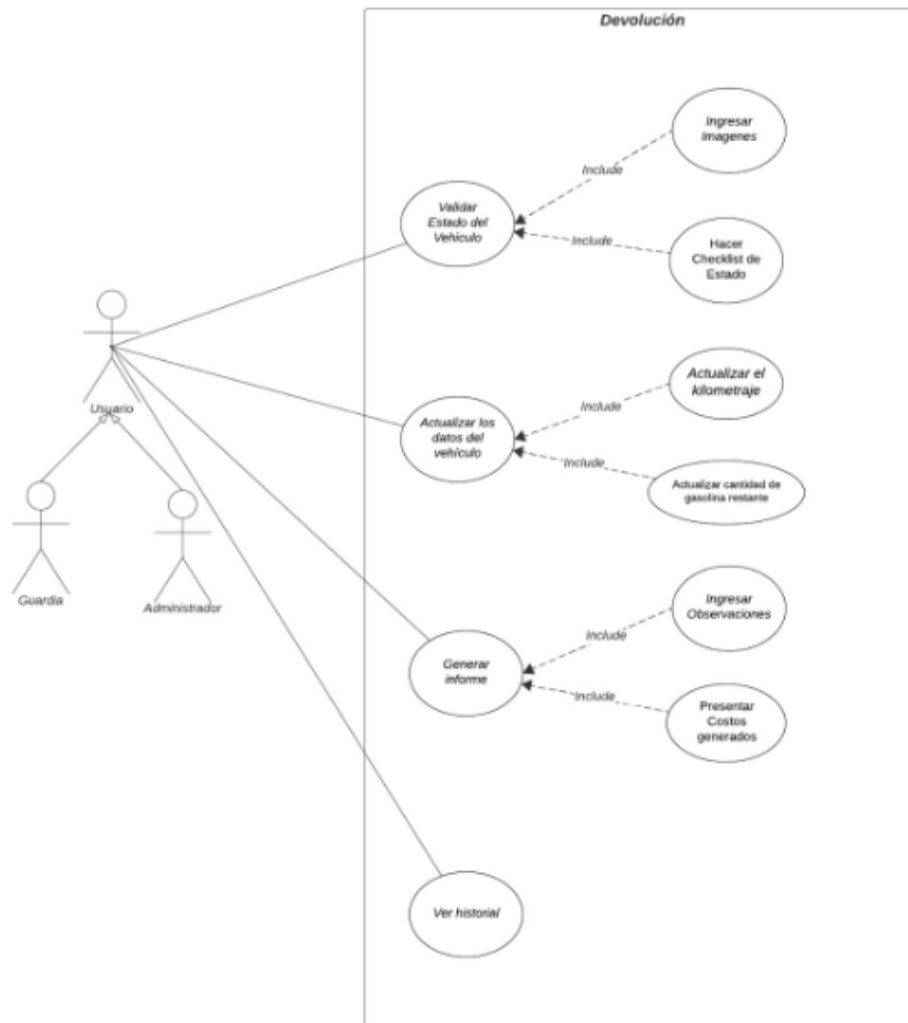 Devolución
Ingresar
Imagenes
Include
Validar
Estado del
Vehículo
Include
Hacer
Checklist de
Estado
Usuario
Actualizar el
kilometraje
Include
Actualizar los
datos del
vehículo
Include
Actualizar cantidad de
gasolina restante
Guardia
Administrador
Ingresar
Observaciones
Include
Generar
informe
Include
Presentar
Costos
generados
Ver historial